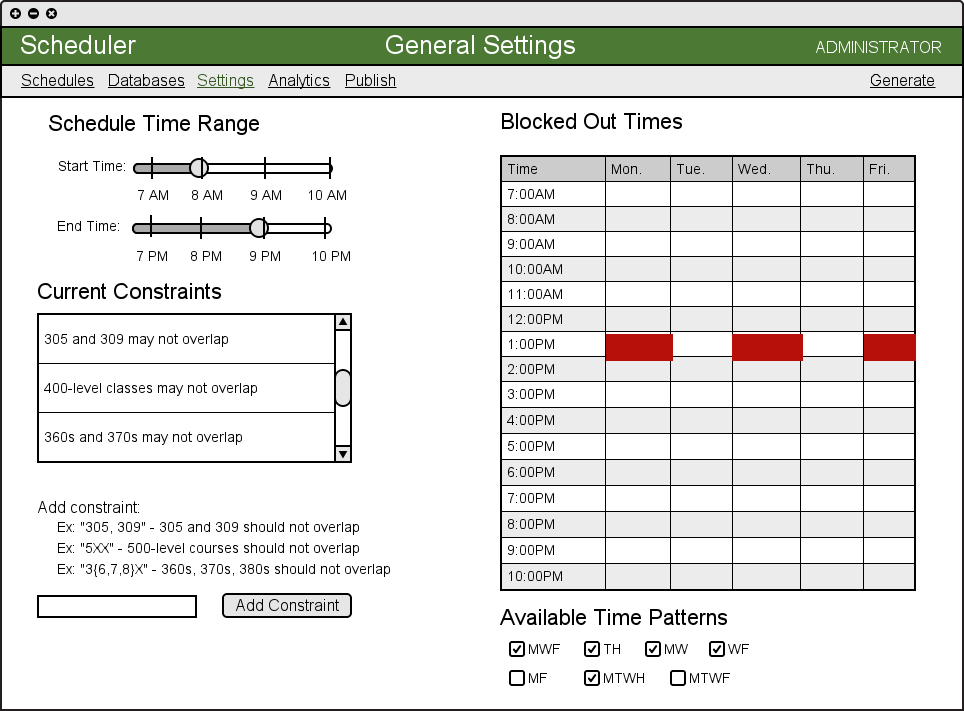 Scheduler General Settings ADMINISTRATOR
Schedules Databases Settings Analytics Publish Generate
Schedule Time Range
Start Time:
7 AM 8 AM 9 AM 10 AM
End Time:
7 PM 8 PM 9 PM 10 PM
Current Constraints
305 and 309 may not overlap
400-level classes may not overlap
360s and 370s may not overlap
Add constraint:
Ex: "305, 309" - 305 and 309 should not overlap
Ex: "5XX" - 500-level courses should not overlap
Ex: "3{6,7,8}X" - 360s, 370s, 380s should not overlap
Add Constraint
Blocked Out Times
Time Mon. Tue. Wed. Thu. Fri.
7:00AM
8:00AM
9:00AM
10:00AM
11:00AM
12:00PM
1:00PM
2:00PM
3:00PM
4:00PM
5:00PM
6:00PM
7:00PM
8:00PM
9:00PM
10:00PM
Available Time Patterns
MWF TH MW WF
MF MTWH MTWF